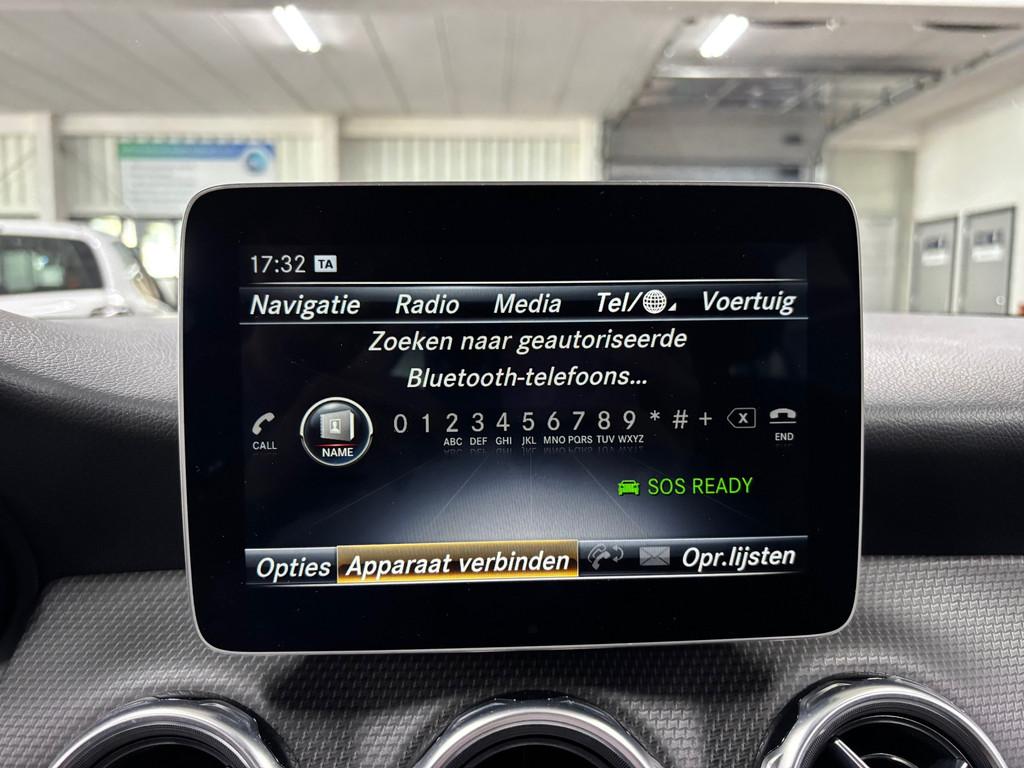 17:32 TA
Navigatie Radio Media Tel/ Voertuig
Zoeken naar geautoriseerde
Bluetooth-telefoons...
0 1 2 3 4 5 6 7 8 9 * # + X
ABC DEF GHI JKL MNO PQRS TUV WXYZ
CALL NAME END
SOS READY
Opties Apparaat verbinden Opr.lijsten